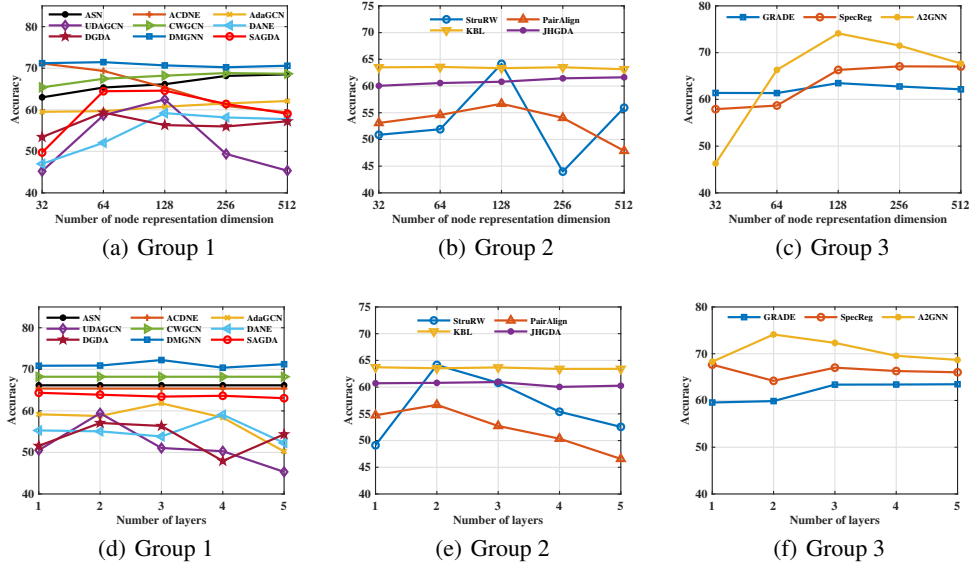 ASN ACDNE AdaGCN
UDAGCN CWGCN DANE
DGDA DMGNN SAGDA
Accuracy
80
70
60
50
40
32 64 128 256 512
Number of node representation dimension
(a) Group 1
StruRW PairAlign
KBL JHGDA
Accuracy
75
70
65
60
55
50
45
40
32 64 128 256 512
Number of node representation dimension
(b) Group 2
GRADE SpecReg A2GNN
Accuracy
80
70
60
50
40
32 64 128 256 512
Number of node representation dimension
(c) Group 3
ASN ACDNE AdaGCN
UDAGCN CWGCN DANE
DGDA DMGNN SAGDA
Accuracy
80
70
60
50
40
1 2 3 4 5
Number of layers
(d) Group 1
StruRW PairAlign
KBL JHGDA
Accuracy
75
70
65
60
55
50
45
40
1 2 3 4 5
Number of layers
(e) Group 2
GRADE SpecReg A2GNN
Accuracy
80
70
60
50
40
1 2 3 4 5
Number of layers
(f) Group 3